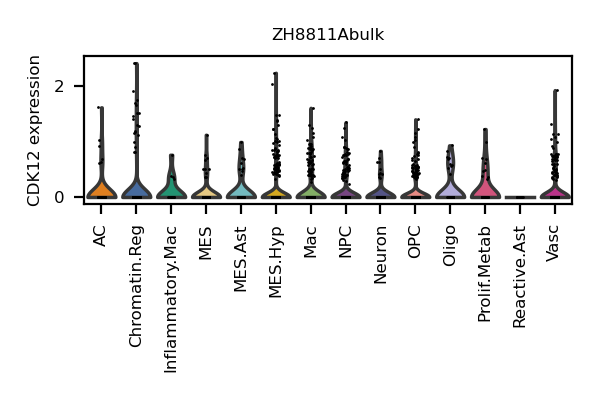 ZH8811Abulk
CDK12 expression
2
0
AC
Chromatin.Reg
Inflammatory.Mac
MES
MES.Ast
MES.Hyp
Mac
NPC
Neuron
OPC
Oligo
Prolif.Metab
Reactive.Ast
Vasc